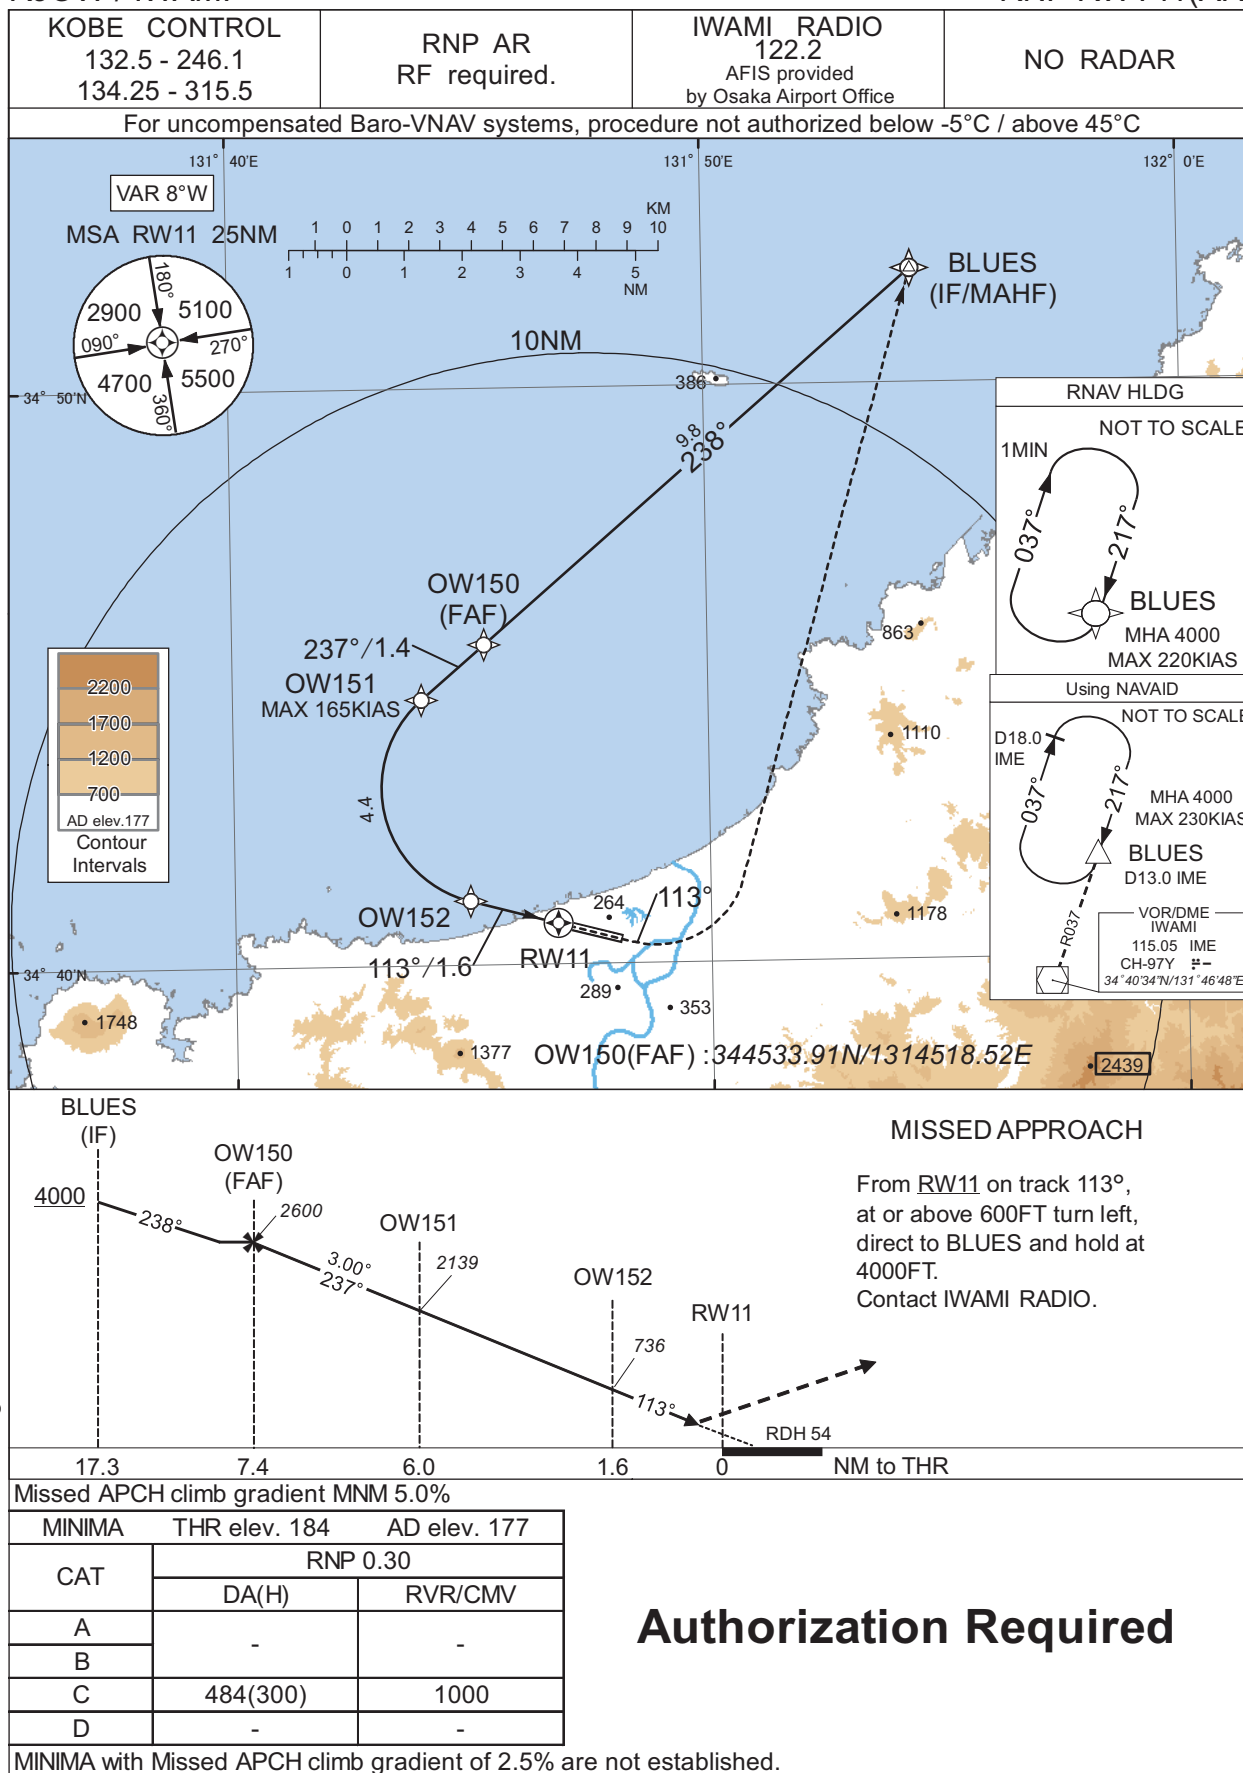 KOBE CONTROL
132.5 - 246.1
134.25 - 315.5
RNP AR
RF required.
IWAMI RADIO
122.2
AFIS provided
by Osaka Airport Office
NO RADAR
For uncompensated Baro-VNAV systems, procedure not authorized below -5°C / above 45°C
131° 40'E
131° 50'E
132° 0'E
VAR 8°W
MSA RW11 25NM
180°
2900
5100
090°
270°
4700
5500
360°
KM
1 0 1 2 3 4 5 6 7 8 9 10
1 0 1 2 3 4 5
NM
BLUES
(IF/MAHF)
10NM
386
34° 50'N
9.8
238°
RNAV HLDG
NOT TO SCALE
1MIN
037°
217°
BLUES
MHA 4000
MAX 220KIAS
OW150
(FAF)
237°/1.4
OW151
MAX 165KIAS
863
1110
2200
1700
1200
700
AD elev.177
Contour
Intervals
Using NAVAID
NOT TO SCALE
D18.0
IME
037°
217°
MHA 4000
MAX 230KIAS
BLUES
D13.0 IME
R037
VOR/DME
IWAMI
115.05 IME
CH-97Y
34°40'34"N/131°46'48"E
4.4
OW152
113°/1.6
RW11
264
113°
1178
34° 40'N
289
353
1748
1377
OW150(FAF) :344533.91N/1314518.52E
2439
BLUES
(IF)
4000
238°
OW150
(FAF)
2600
3.00°
237°
OW151
2139
OW152
736
113°
RW11
RDH 54
17.3 7.4 6.0 1.6 0 NM to THR
MISSED APPROACH
From RW11 on track 113°,
at or above 600FT turn left,
direct to BLUES and hold at
4000FT.
Contact IWAMI RADIO.
Missed APCH climb gradient MNM 5.0%
MINIMA THR elev. 184 AD elev. 177
CAT
RNP 0.30
DA(H) RVR/CMV
A
- -
B
C 484(300) 1000
D - -
Authorization Required
MINIMA with Missed APCH climb gradient of 2.5% are not established.